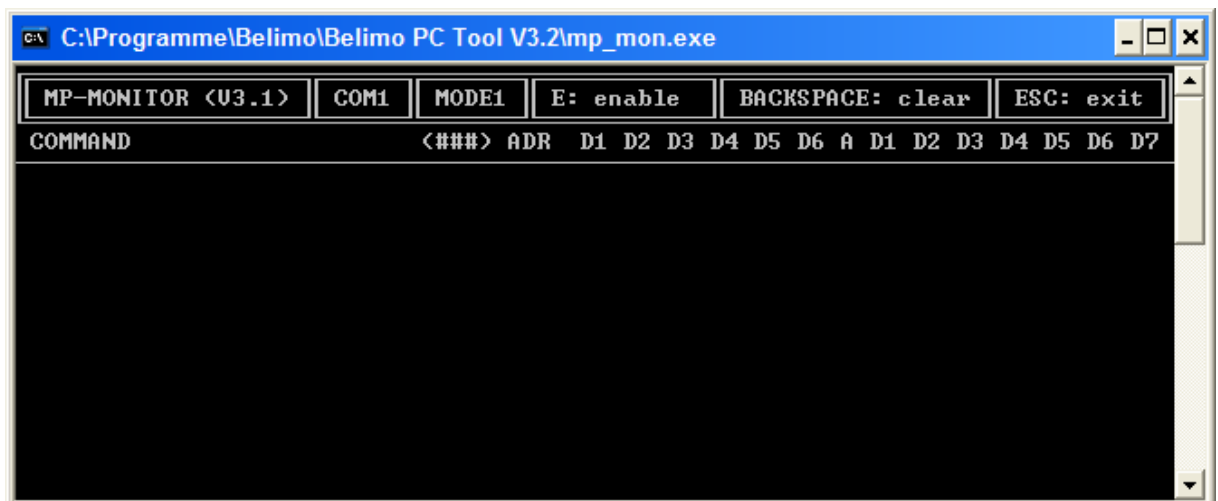 C:\Programme\Belimo\Belimo PC Tool V3.2\mp_mon.exe
MP-MONITOR (V3.1) COM1 MODE1 E: enable BACKSPACE: clear ESC: exit
COMMAND (###) ADR D1 D2 D3 D4 D5 D6 A D1 D2 D3 D4 D5 D6 D7